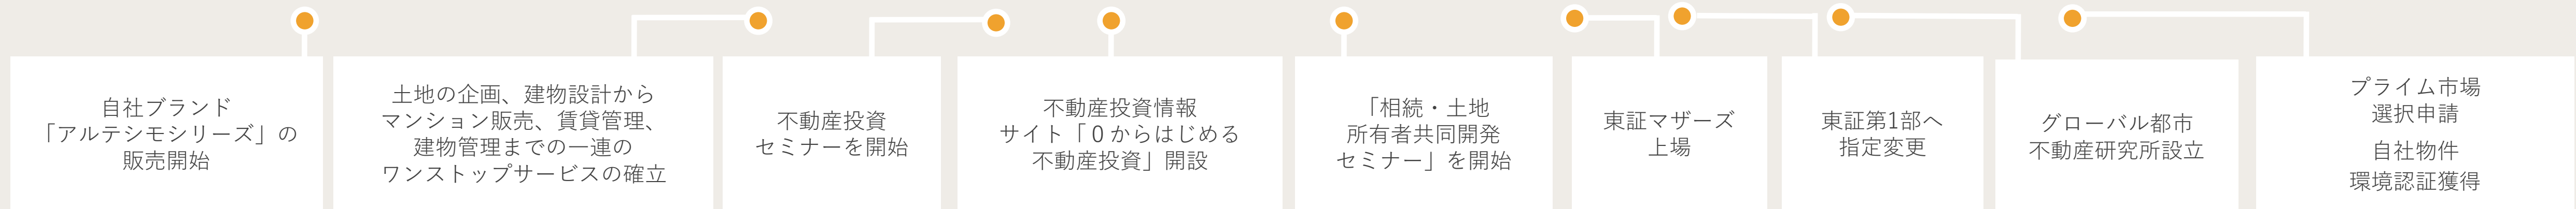 自社ブランド
「アルテシモシリーズ」の
販売開始
土地の企画、建物設計から
マンション販売、賃貸管理、
建物管理までの一連の
ワンストップサービスの確立
不動産投資
セミナーを開始
不動産投資情報
サイト「０からはじめる
不動産投資」開設
「相続・土地
所有者共同開発
セミナー」を開始
東証マザーズ
上場
東証第1部へ
指定変更
グローバル都市
不動産研究所設立
プライム市場
選択申請
自社物件
環境認証獲得